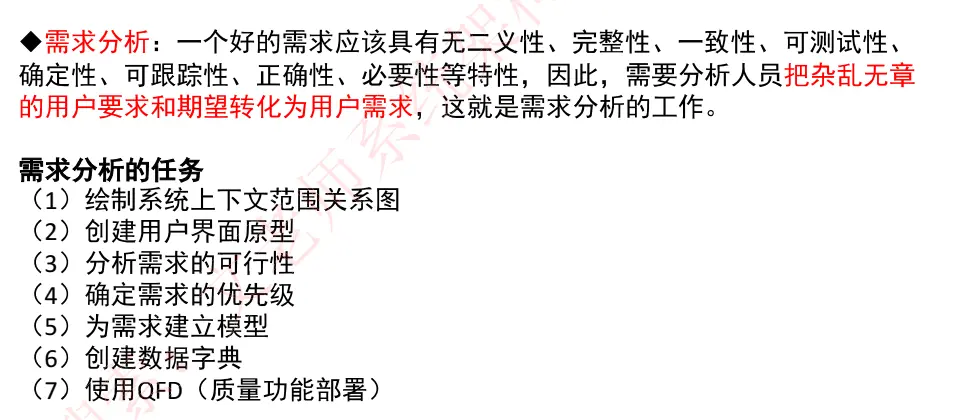 ◆需求分析：一个好的需求应该具有无二义性、完整性、一致性、可测试性、
确定性、可跟踪性、正确性、必要性等特性，因此，需要分析人员把杂乱无章
的用户要求和期望转化为用户需求，这就是需求分析的工作。
需求分析的任务
（1）绘制系统上下文范围关系图
（2）创建用户界面原型
（3）分析需求的可行性
（4）确定需求的优先级
（5）为需求建立模型
（6）创建数据字典
（7）使用QFD（质量功能部署）